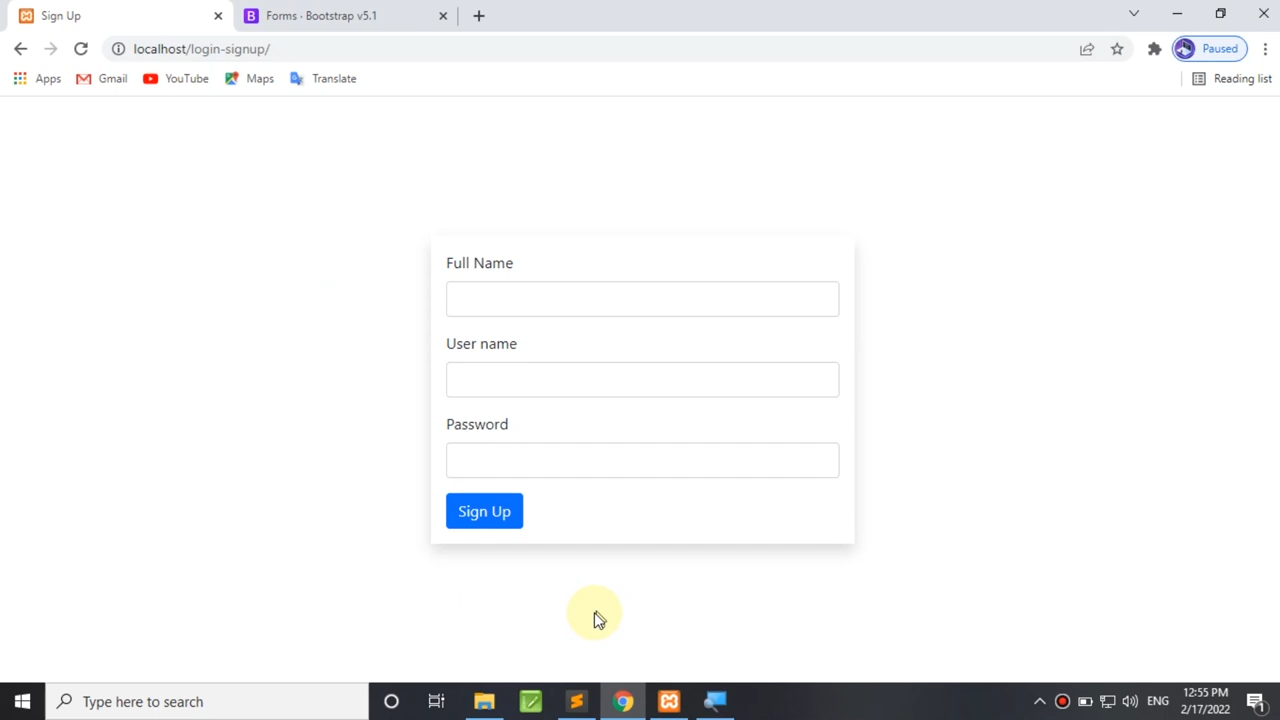 Sign Up
Forms · Bootstrap v5.1
localhost/login-signup/
Paused
Apps
Gmail
YouTube
Maps
Translate
Reading list
Full Name
User name
Password
Sign Up
Type here to search
ENG
12:55 PM
2/17/2022
1